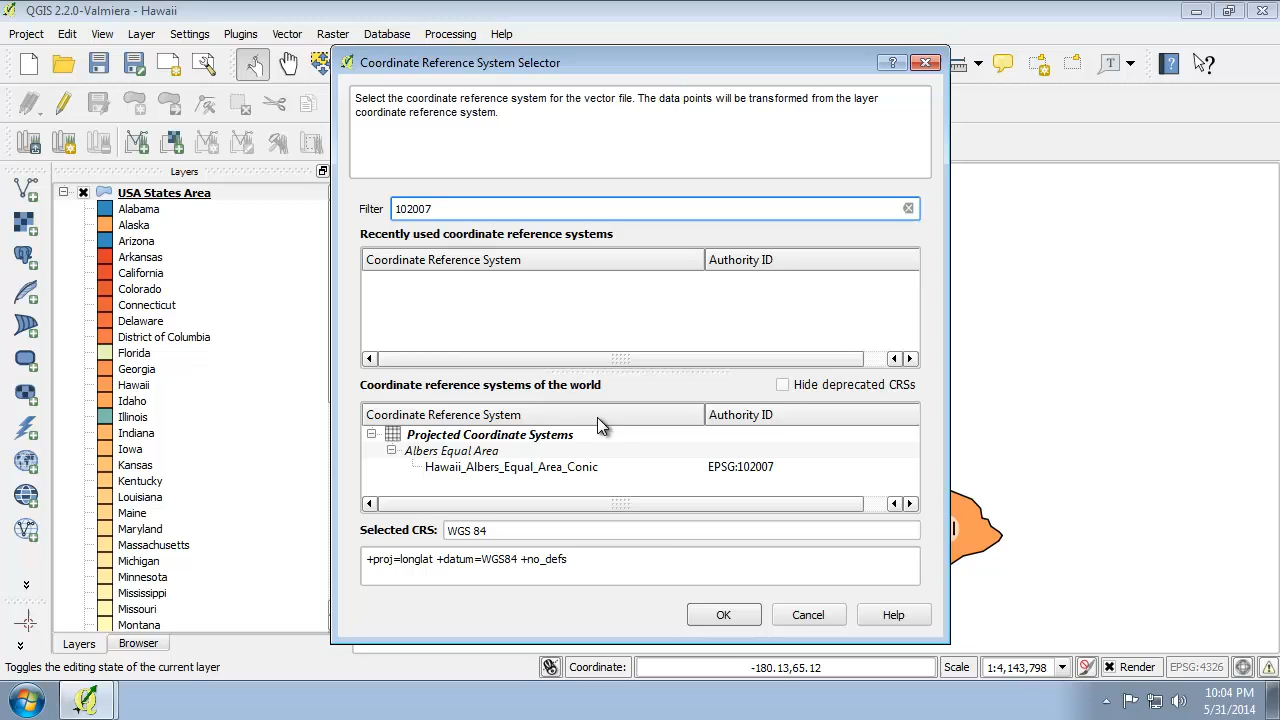 QGIS 2.2.0-Valmiera - Hawaii
Project Edit View Layer Settings Plugins Vector Raster Database Processing Help
Coordinate Reference System Selector
Select the coordinate reference system for the vector file. The data points will be transformed from the layer
coordinate reference system.
Filter 102007
Recently used coordinate reference systems
Coordinate Reference System Authority ID
Coordinate reference systems of the world Hide deprecated CRSs
Coordinate Reference System Authority ID
Projected Coordinate Systems
Albers Equal Area
Hawaii_Albers_Equal_Area_Conic EPSG:102007
Selected CRS: WGS 84
+proj=longlat +datum=WGS84 +no_defs
OK Cancel Help
Layers
USA States Area
Alabama
Alaska
Arizona
Arkansas
California
Colorado
Connecticut
Delaware
District of Columbia
Florida
Georgia
Hawaii
Idaho
Illinois
Indiana
Iowa
Kansas
Kentucky
Louisiana
Maine
Maryland
Massachusetts
Michigan
Minnesota
Mississippi
Missouri
Montana
Layers Browser
Toggles the editing state of the current layer
Coordinate: -180.13,65.12 Scale 1:4,143,798 Render EPSG:4326
10:04 PM
5/31/2014